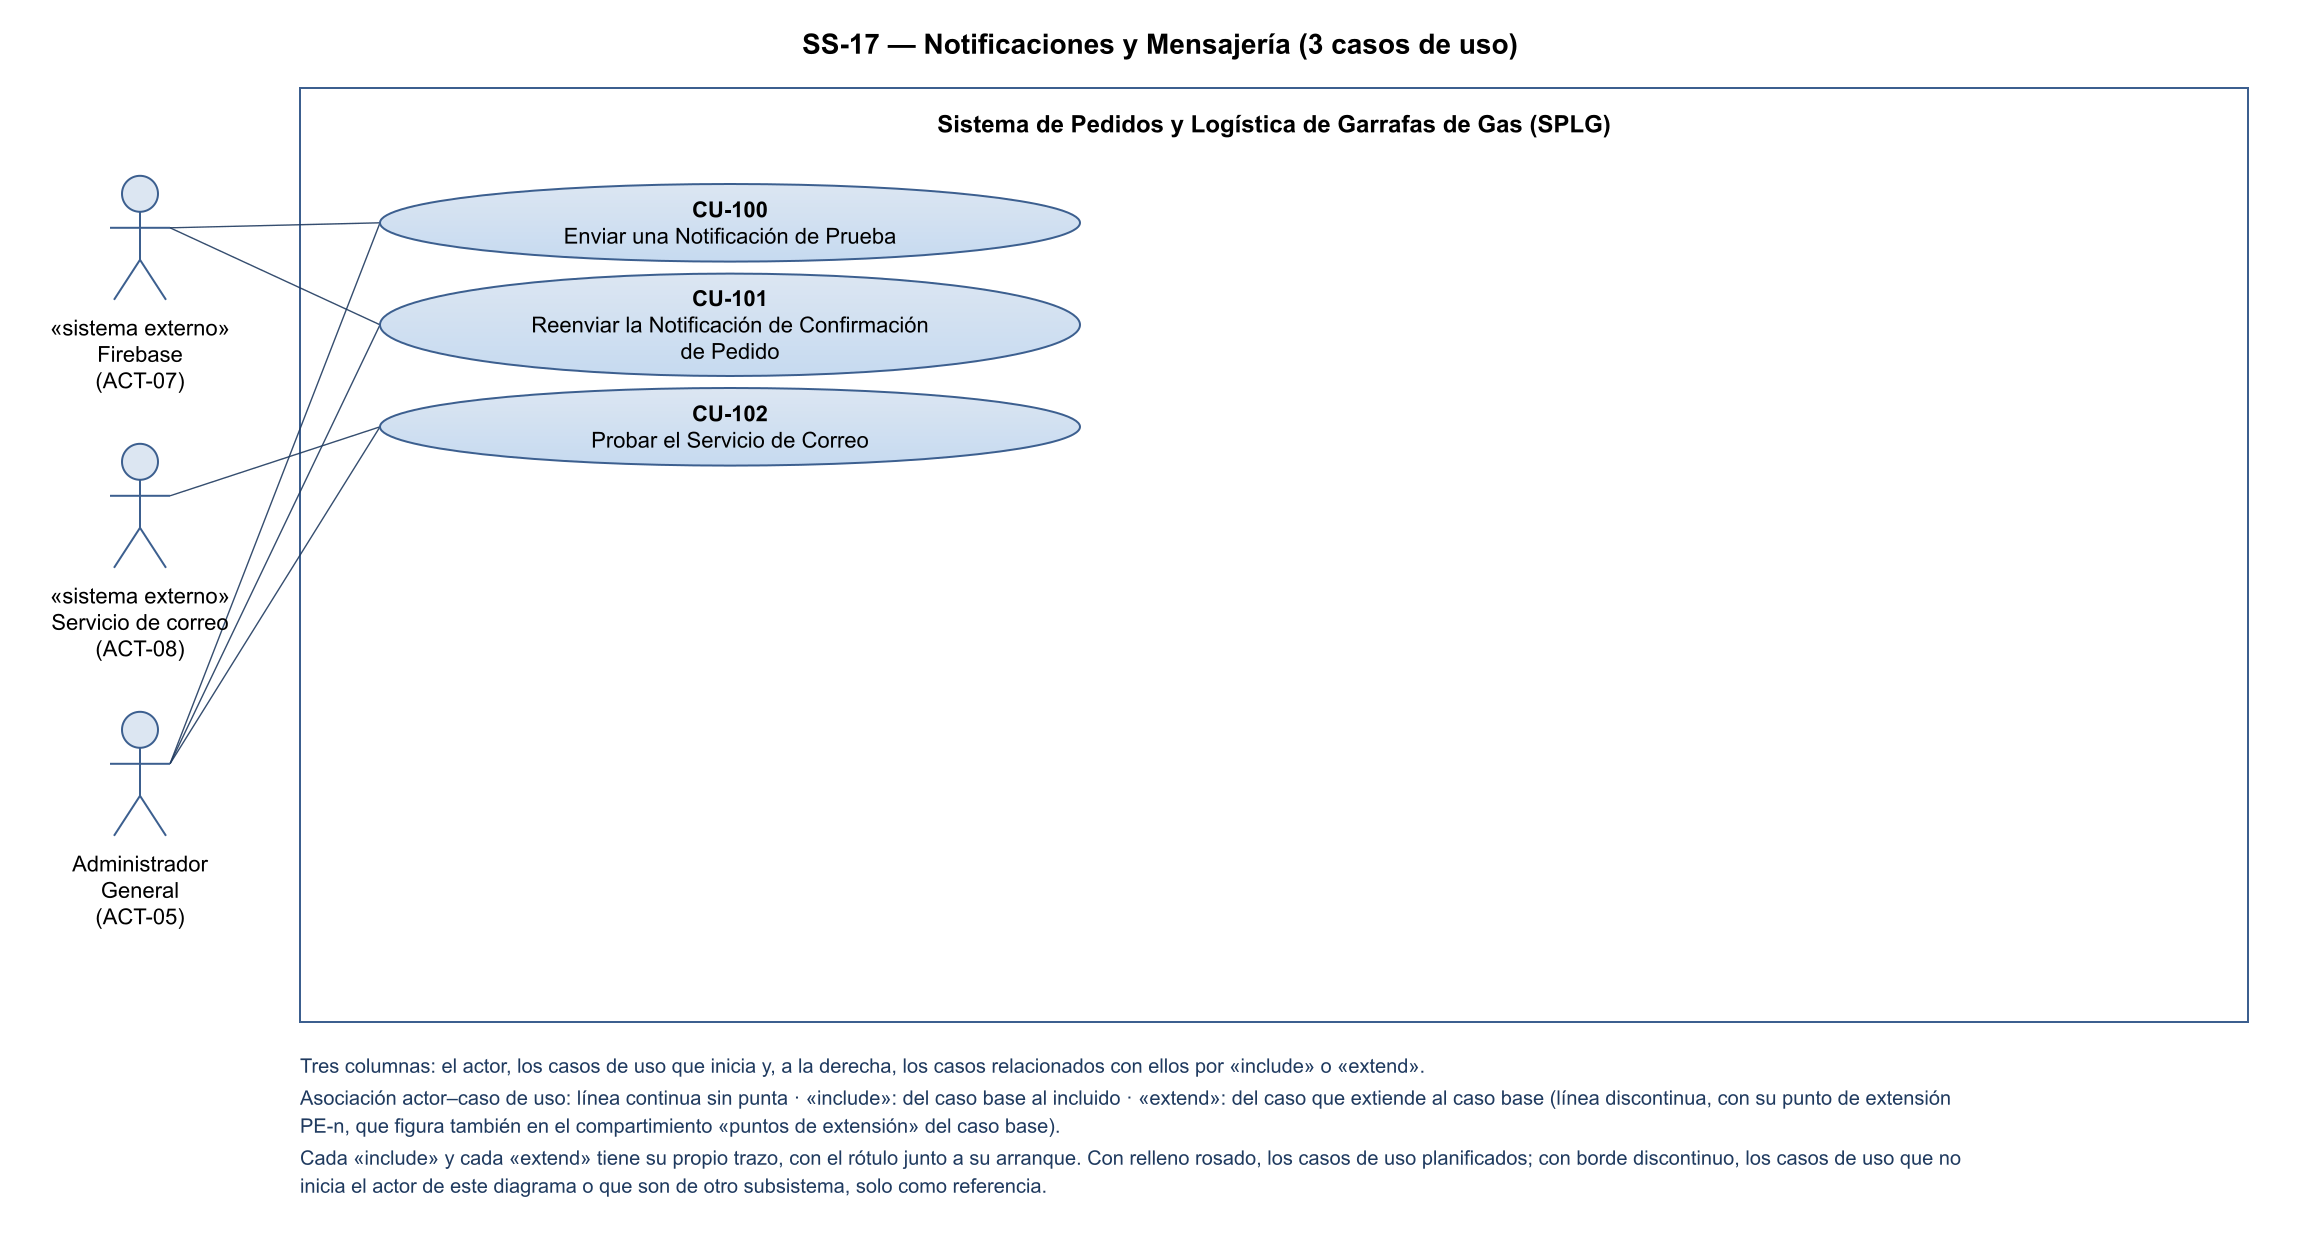 SS-17 — Notificaciones y Mensajería (3 casos de uso)
Sistema de Pedidos y Logística de Garrafas de Gas (SPLG)
CU-100
Enviar una Notificación de Prueba
CU-101
Reenviar la Notificación de Confirmación
de Pedido
CU-102
Probar el Servicio de Correo
«sistema externo»
Firebase
(ACT-07)
«sistema externo»
Servicio de correo
(ACT-08)
Administrador
General
(ACT-05)
Tres columnas: el actor, los casos de uso que inicia y, a la derecha, los casos relacionados con ellos por «include» o «extend».
Asociación actor–caso de uso: línea continua sin punta · «include»: del caso base al incluido · «extend»: del caso que extiende al caso base (línea discontinua, con su punto de extensión
PE-n, que figura también en el compartimiento «puntos de extensión» del caso base).
Cada «include» y cada «extend» tiene su propio trazo, con el rótulo junto a su arranque. Con relleno rosado, los casos de uso planificados; con borde discontinuo, los casos de uso que no
inicia el actor de este diagrama o que son de otro subsistema, solo como referencia.